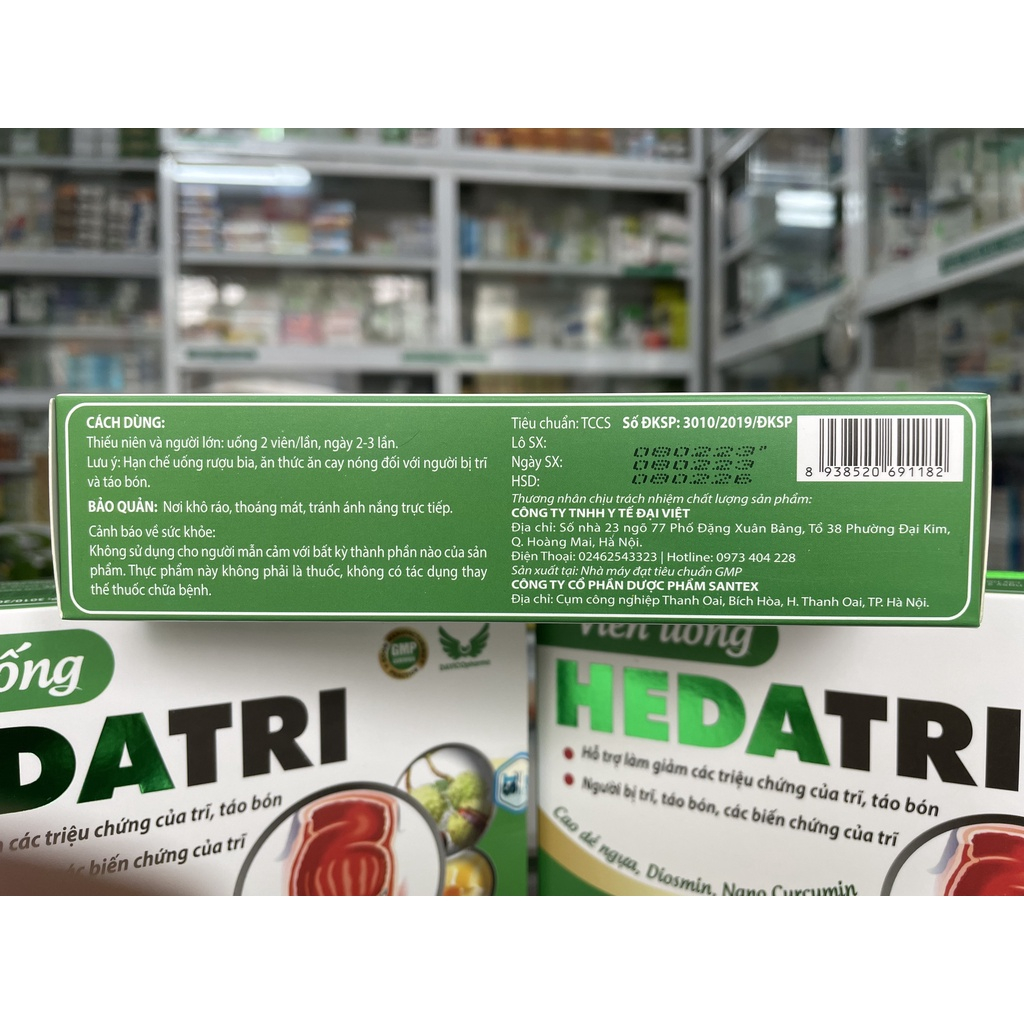 CÁCH DÙNG:
Thiếu niên và người lớn: uống 2 viên/lần, ngày 2-3 lần.
Lưu ý: Hạn chế uống rượu bia, ăn thức ăn cay nóng đối với người bị trĩ
và táo bón.
BẢO QUẢN: Nơi khô ráo, thoáng mát, tránh ánh nắng trực tiếp.
Cảnh báo về sức khỏe:
Không sử dụng cho người mẫn cảm với bất kỳ thành phần nào của sản
phẩm. Thực phẩm này không phải là thuốc, không có tác dụng thay
thế thuốc chữa bệnh.
Tiêu chuẩn: TCCS Số ĐKSP: 3010/2019/ĐKSP
Lô SX: 080223
Ngày SX: 080223
HSD: 080226
Thương nhân chịu trách nhiệm chất lượng sản phẩm:
CÔNG TY TNHH Y TẾ ĐẠI VIỆT
Địa chỉ: Số nhà 23 ngõ 77 Phố Đặng Xuân Bảng, Tổ 38 Phường Đại Kim,
Q. Hoàng Mai, Hà Nội.
Điện Thoại: 02462543323 | Hotline: 0973 404 228
Sản xuất tại: Nhà máy đạt tiêu chuẩn GMP
CÔNG TY CỔ PHẦN DƯỢC PHẨM SANTEX
Địa chỉ: Cụm công nghiệp Thanh Oai, Bích Hòa, H. Thanh Oai, TP. Hà Nội.
8 938520 691182
ống
DATRI
các triệu chứng của trĩ, táo bón
biến chứng của trĩ
GMP
Viên uống
HEDATRI
Hỗ trợ làm giảm các triệu chứng của trĩ, táo bón
Người bị trĩ, táo bón, các biến chứng của trĩ
Cao dẻ ngựa, Diosmin, Nano Curcumin